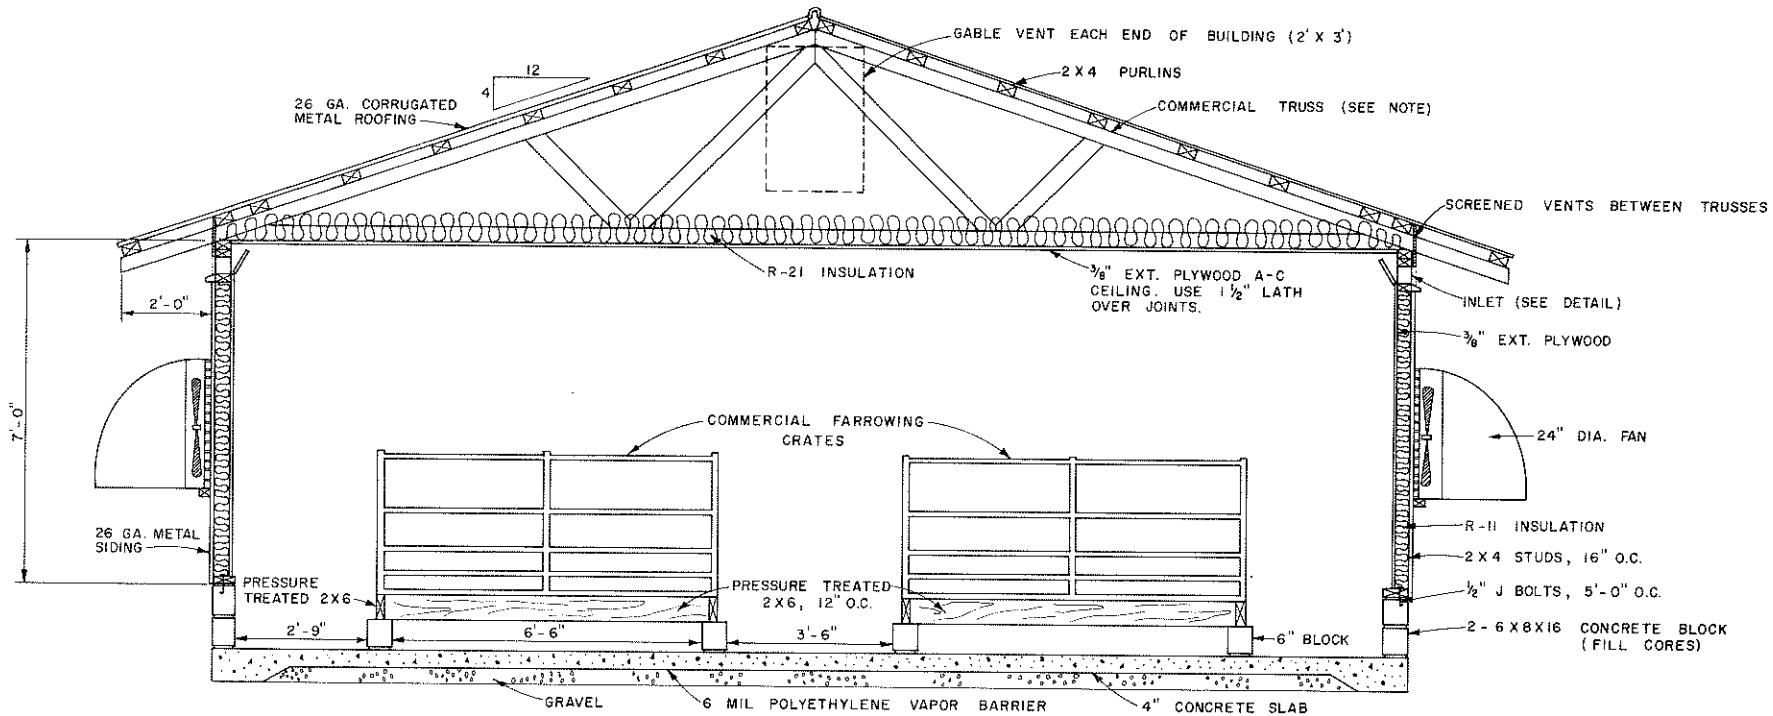 GABLE VENT EACH END OF BUILDING (2' X 3')
2 X 4 PURLINS
12
4
26 GA. CORRUGATED
METAL ROOFING
COMMERCIAL TRUSS (SEE NOTE)
SCREENED VENTS BETWEEN TRUSSES
R-21 INSULATION
3/8" EXT. PLYWOOD A-C
CEILING. USE 1 1/2" LATH
OVER JOINTS.
2'-0"
INLET (SEE DETAIL)
3/8" EXT. PLYWOOD
7'-0"
COMMERCIAL FARROWING
CRATES
24" DIA. FAN
26 GA. METAL
SIDING
R-11 INSULATION
2 X 4 STUDS, 16" O.C.
PRESSURE
TREATED 2X6
PRESSURE TREATED
2X6, 12" O.C.
1/2" J BOLTS, 5'-0" O.C.
2'-9"
6'-6"
3'-6"
6" BLOCK
2 - 6 X 8 X 16 CONCRETE BLOCK
(FILL CORES)
GRAVEL
6 MIL POLYETHYLENE VAPOR BARRIER
4" CONCRETE SLAB